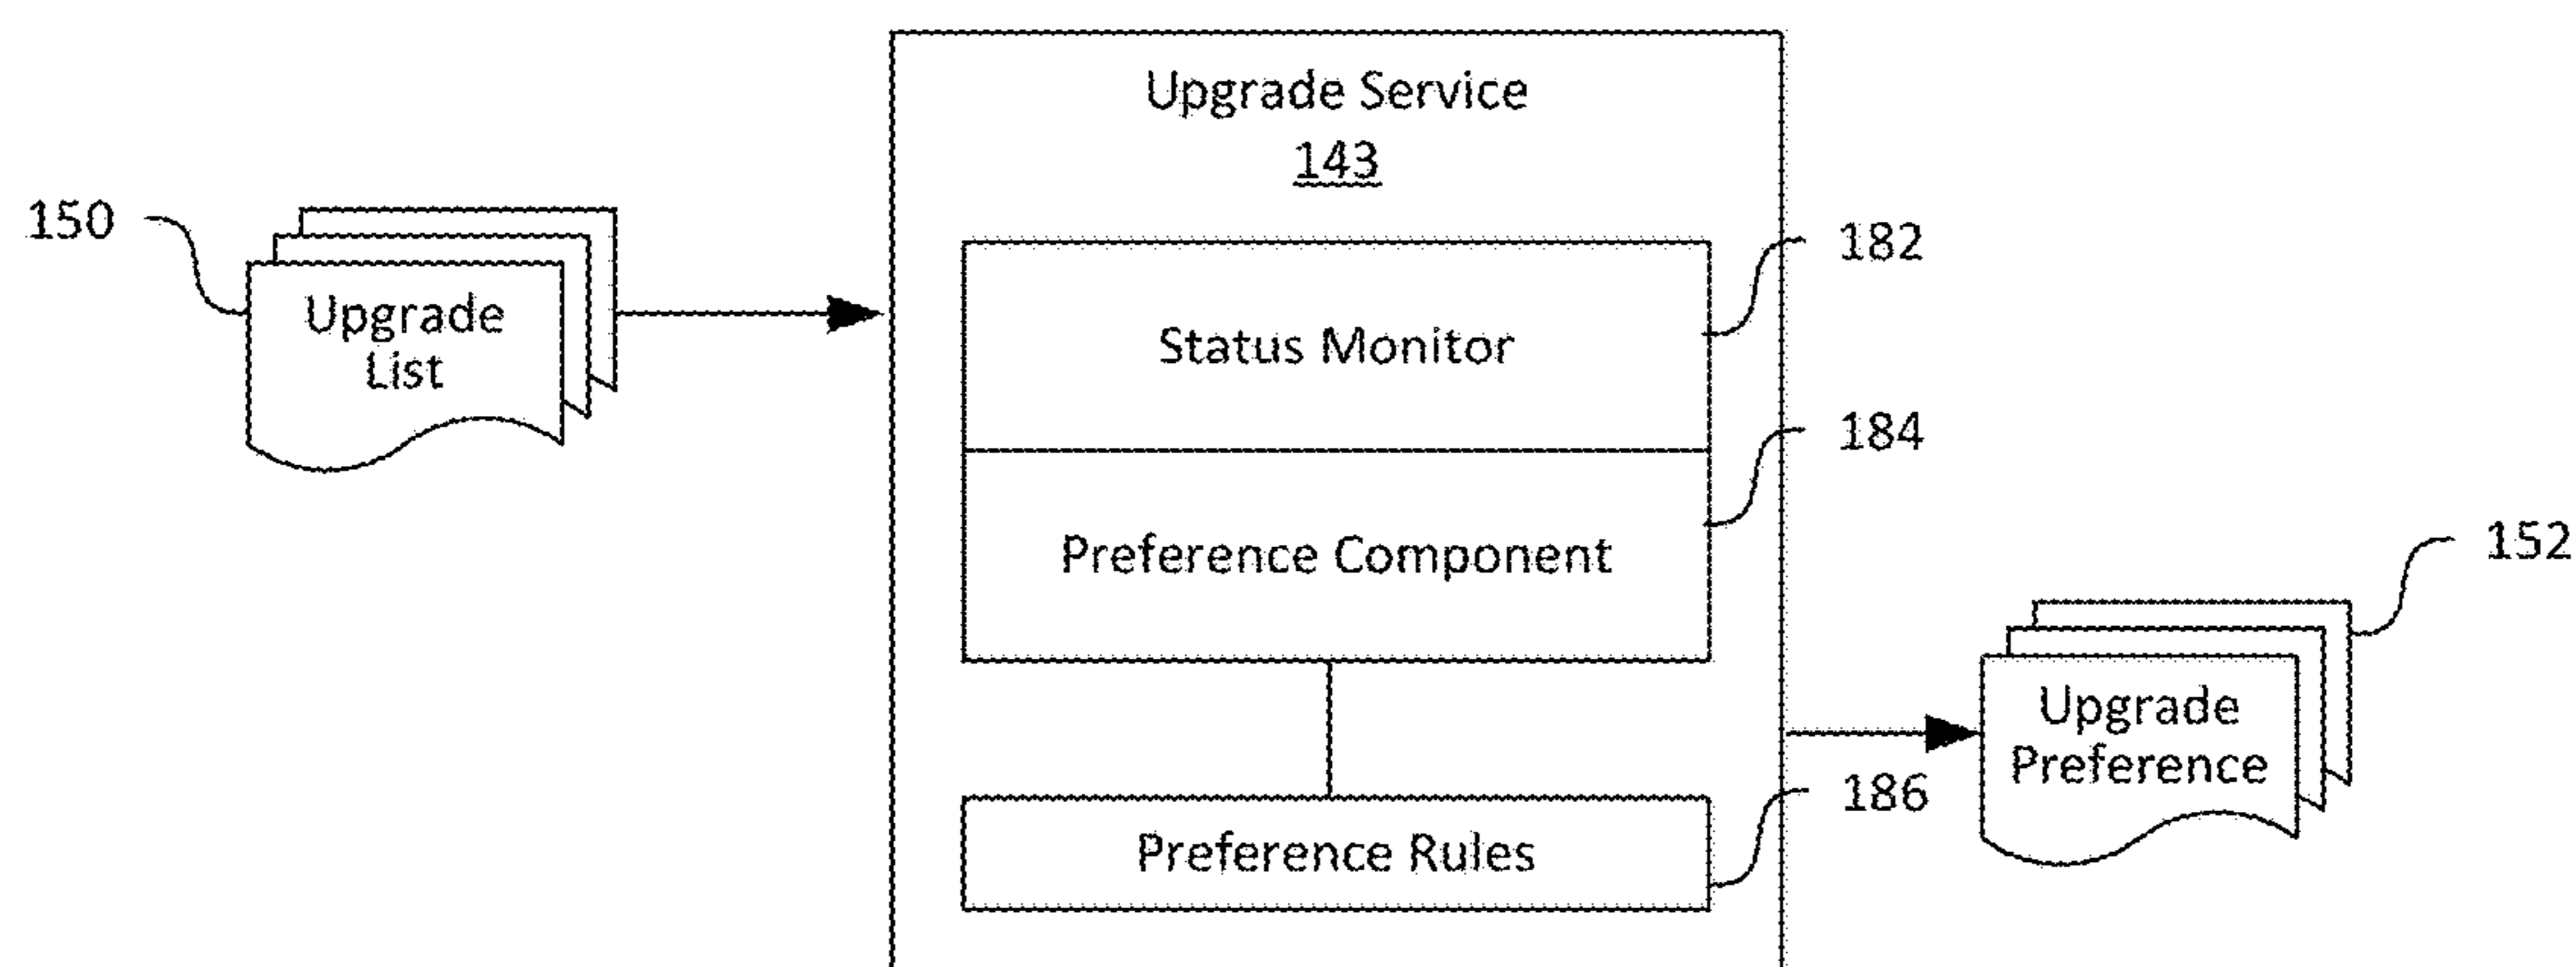 Upgrade Service
143
150
Upgrade
List
182
Status Monitor
184
Preference Component
152
Upgrade
Preference
186
Preference Rules